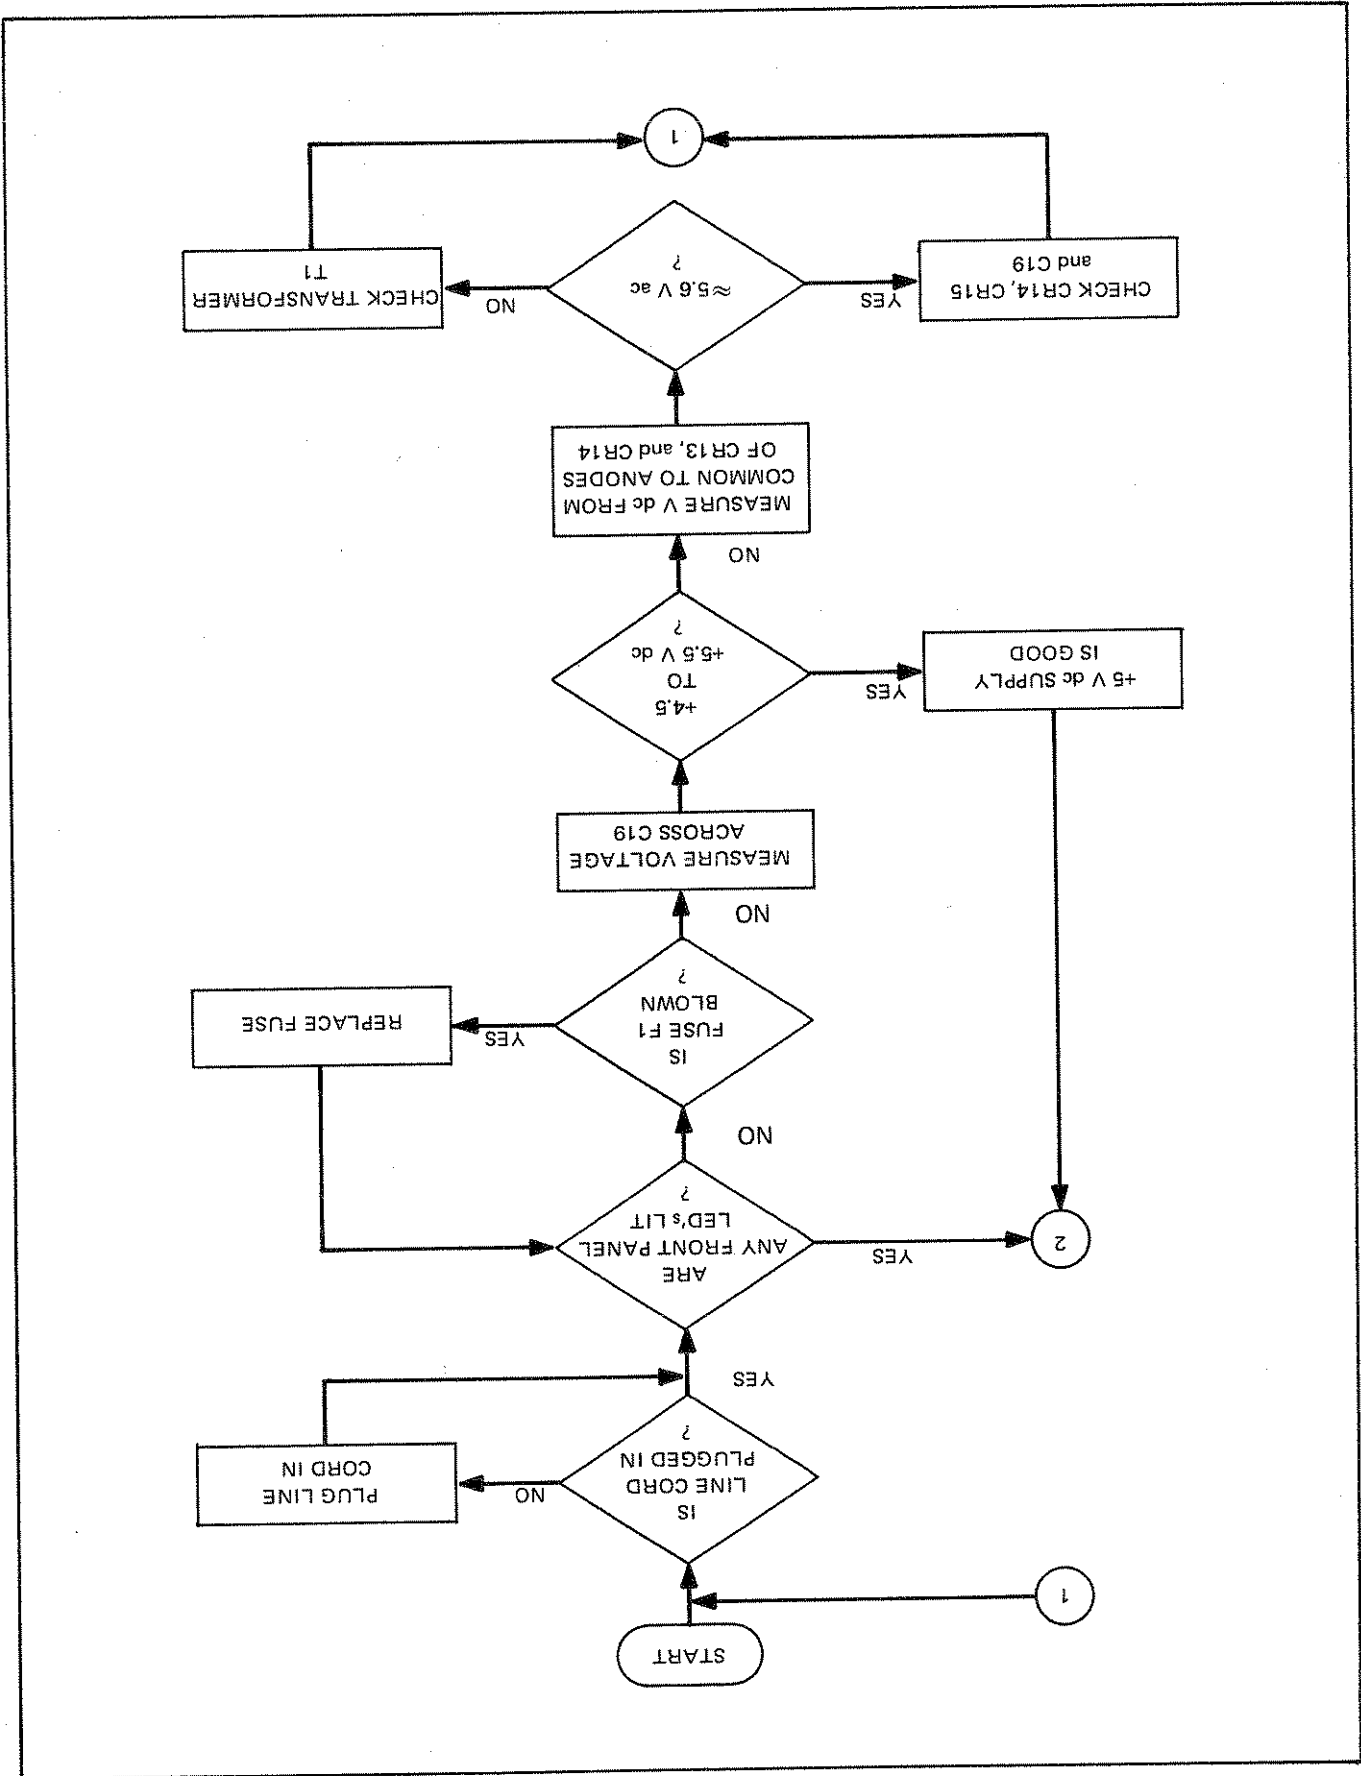 START
1
IS
LINE CORD
PLUGGED IN
?
NO
PLUG LINE
CORD IN
YES
ARE
ANY FRONT PANEL
LED's LIT
?
YES
2
NO
IS
FUSE F1
BLOWN
?
YES
REPLACE FUSE
NO
MEASURE VOLTAGE
ACROSS C19
+4.5
TO
+5.5 V dc
?
YES
+5 V dc SUPPLY
IS GOOD
NO
MEASURE V dc FROM
COMMON TO ANODES
OF CR13, and CR14
≈5.6 V ac
?
YES
CHECK CR14, CR15
and C19
NO
CHECK TRANSFORMER
T1
1